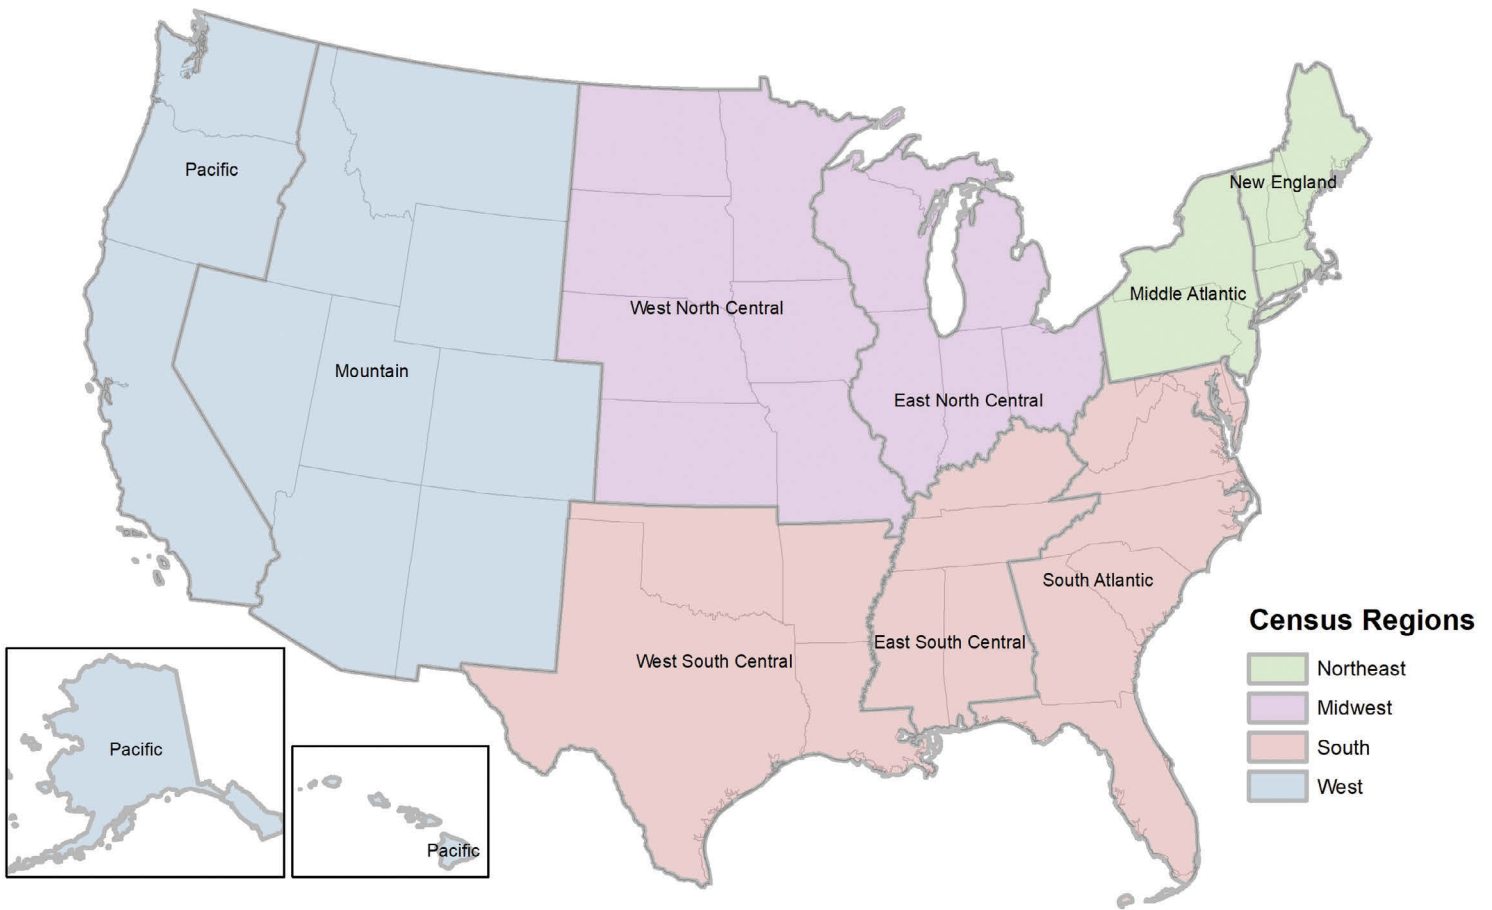 Pacific
New England
Middle Atlantic
West North Central
Mountain
East North Central
South Atlantic
East South Central
West South Central
Pacific
Pacific
Census Regions
Northeast
Midwest
South
West